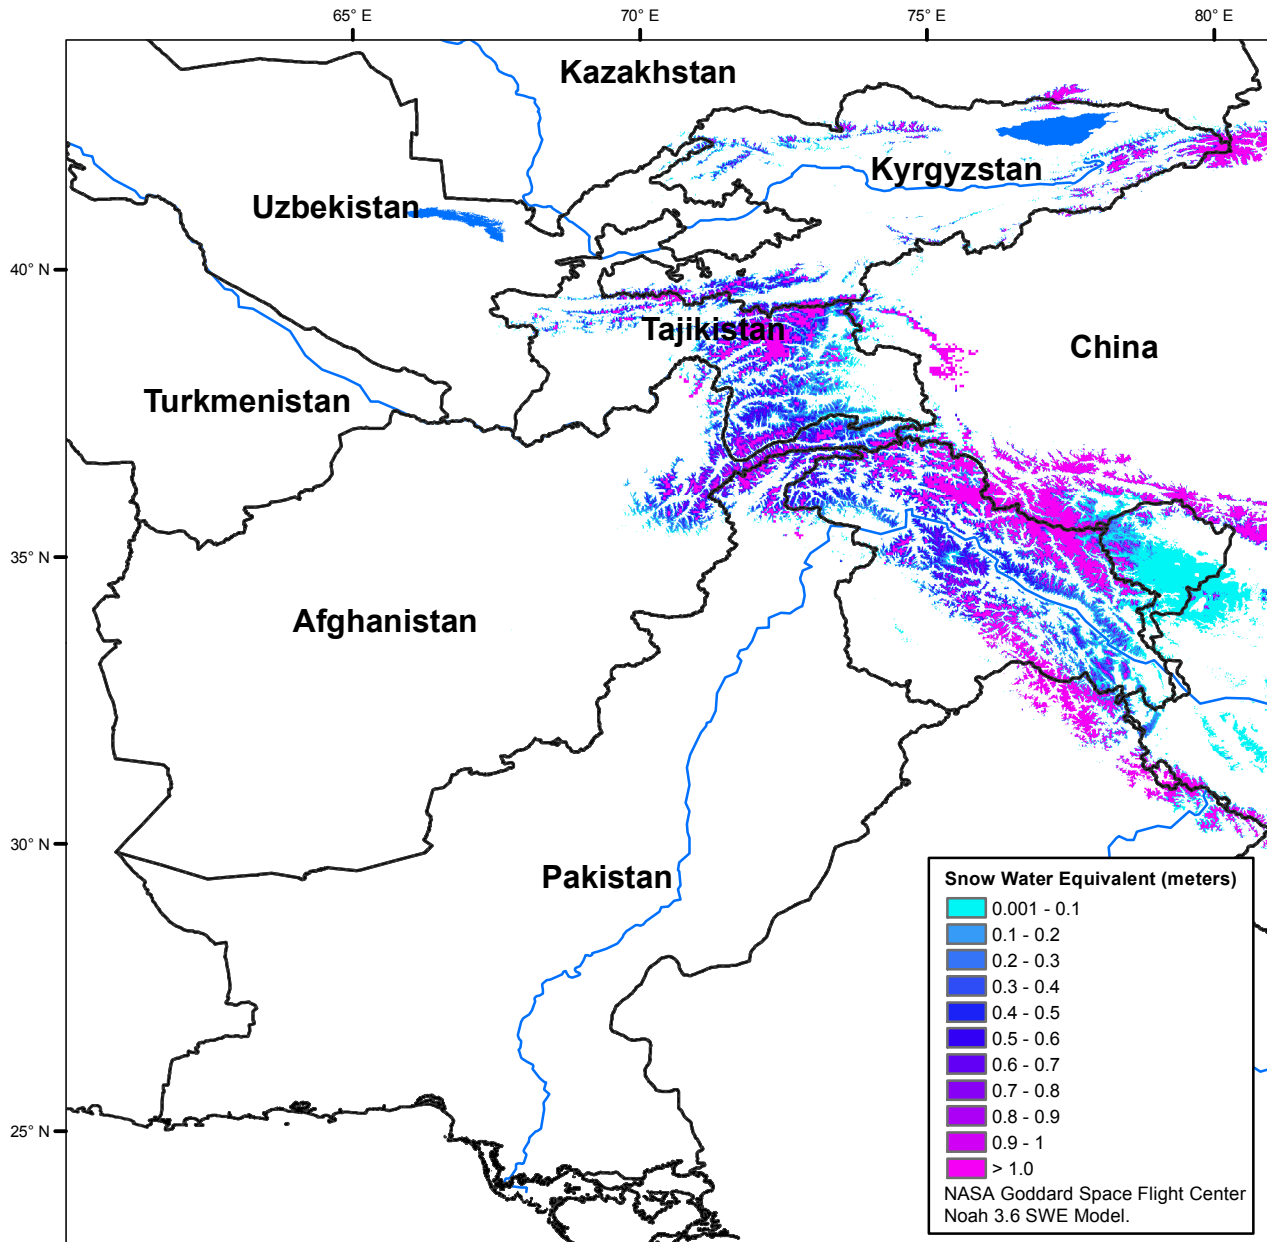 65° E
70° E
75° E
80° E
Kazakhstan
Kyrgyzstan
Uzbekistan
40° N
Tajikistan
China
Turkmenistan
35° N
Afghanistan
30° N
Pakistan
25° N
Snow Water Equivalent (meters)
0.001 - 0.1
0.1 - 0.2
0.2 - 0.3
0.3 - 0.4
0.4 - 0.5
0.5 - 0.6
0.6 - 0.7
0.7 - 0.8
0.8 - 0.9
0.9 - 1
> 1.0
NASA Goddard Space Flight Center
Noah 3.6 SWE Model.